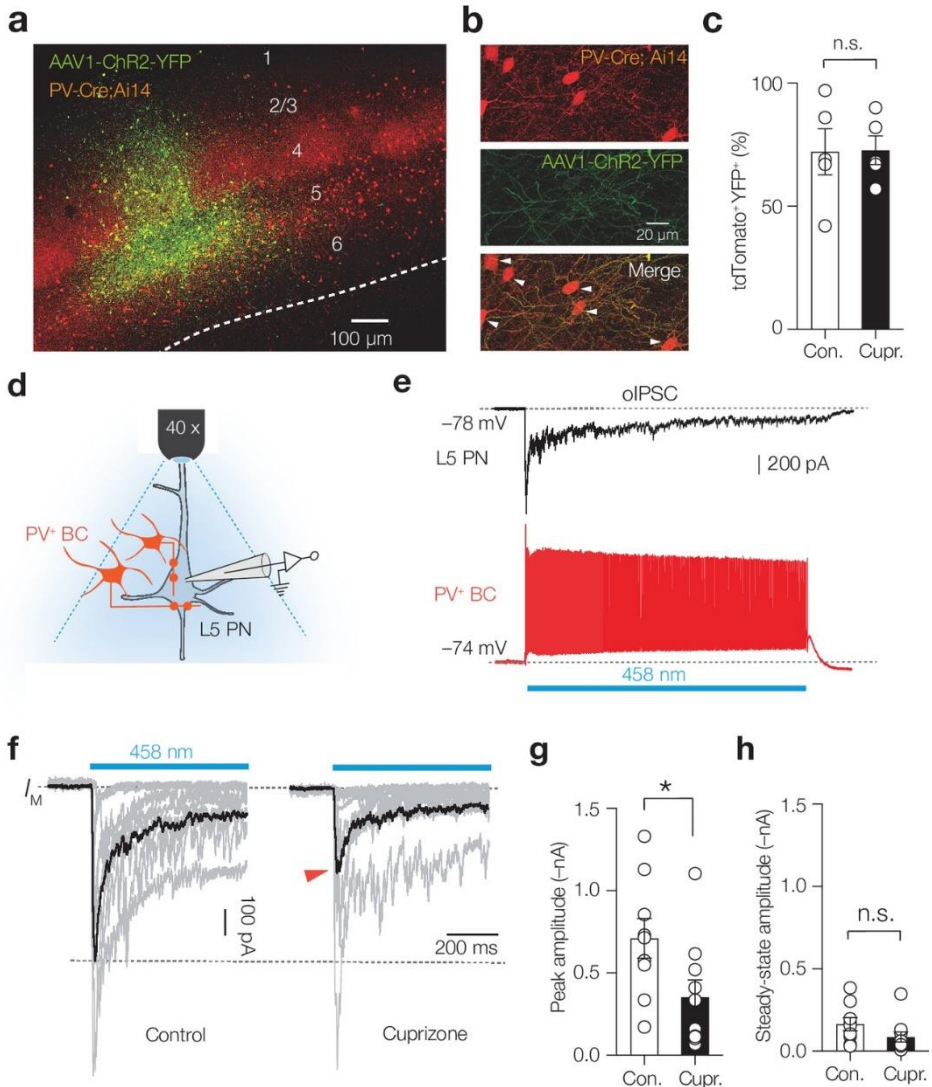 a
AAV1-ChR2-YFP
PV-Cre;Ai14
1
2/3
4
5
6
100 µm
b
PV-Cre; Ai14
AAV1-ChR2-YFP
20 µm
Merge
c
n.s.
100
50
0
tdTomato⁺ YFP⁺ (%)
Con.
Cupr.
d
40 x
PV⁺ BC
L5 PN
e
oIPSC
–78 mV
L5 PN
200 pA
PV⁺ BC
–74 mV
458 nm
f
458 nm
I_M
100 pA
200 ms
Control
Cuprizone
g
*
1.5
1.0
0.5
0.0
Peak amplitude (–nA)
Con.
Cupr.
h
1.5
1.0
0.5
0.0
n.s.
Steady-state amplitude (–nA)
Con.
Cupr.